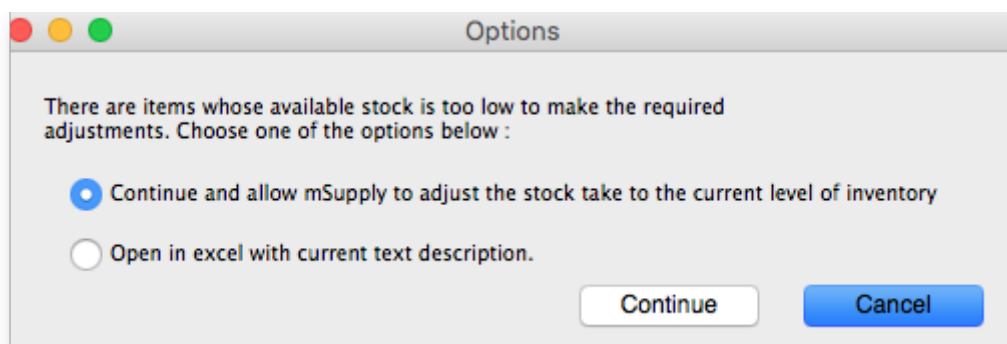 Options
There are items whose available stock is too low to make the required
adjustments. Choose one of the options below :
Continue and allow mSupply to adjust the stock take to the current level of inventory
Open in excel with current text description.
Continue Cancel